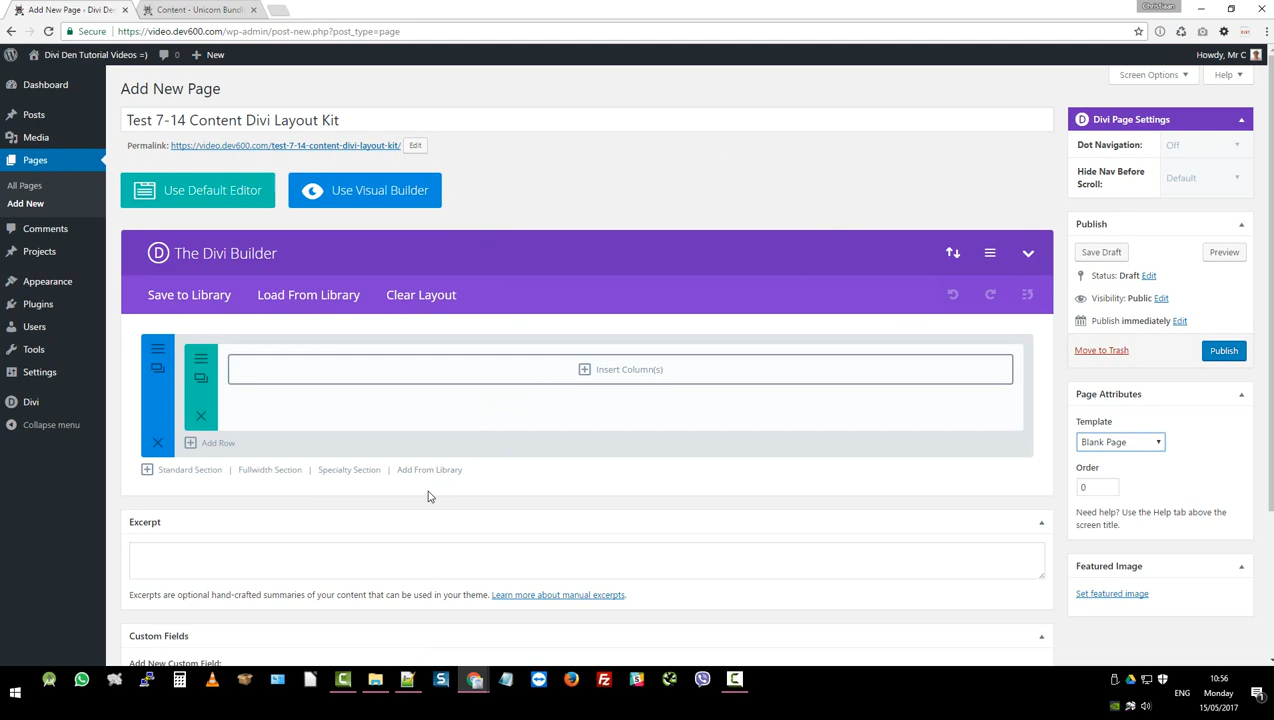 Add New Page ‹ Divi De
Content - Unicorn Bundl
Christiaan
Secure
https://video.dev600.com/wp-admin/post-new.php?post_type=page
Divi Den Tutorial Videos =)
0
New
Howdy, Mr C
Dashboard
Posts
Media
Pages
All Pages
Add New
Comments
Projects
Appearance
Plugins
Users
Tools
Settings
Divi
Collapse menu
Screen Options
Help
Add New Page
Test 7-14 Content Divi Layout Kit
Permalink: https://video.dev600.com/test-7-14-content-divi-layout-kit/ Edit
Use Default Editor
Use Visual Builder
The Divi Builder
Save to Library
Load From Library
Clear Layout
Insert Column(s)
Add Row
Standard Section | Fullwidth Section | Specialty Section | Add From Library
Excerpt
Excerpts are optional hand-crafted summaries of your content that can be used in your theme. Learn more about manual excerpts.
Custom Fields
Add New Custom Field:
Divi Page Settings
Dot Navigation:
Off
Hide Nav Before
Scroll:
Default
Publish
Save Draft
Preview
Status: Draft Edit
Visibility: Public Edit
Publish immediately Edit
Move to Trash
Publish
Page Attributes
Template
Blank Page
Order
0
Need help? Use the Help tab above the
screen title.
Featured Image
Set featured image
ENG
10:56
Monday
15/05/2017